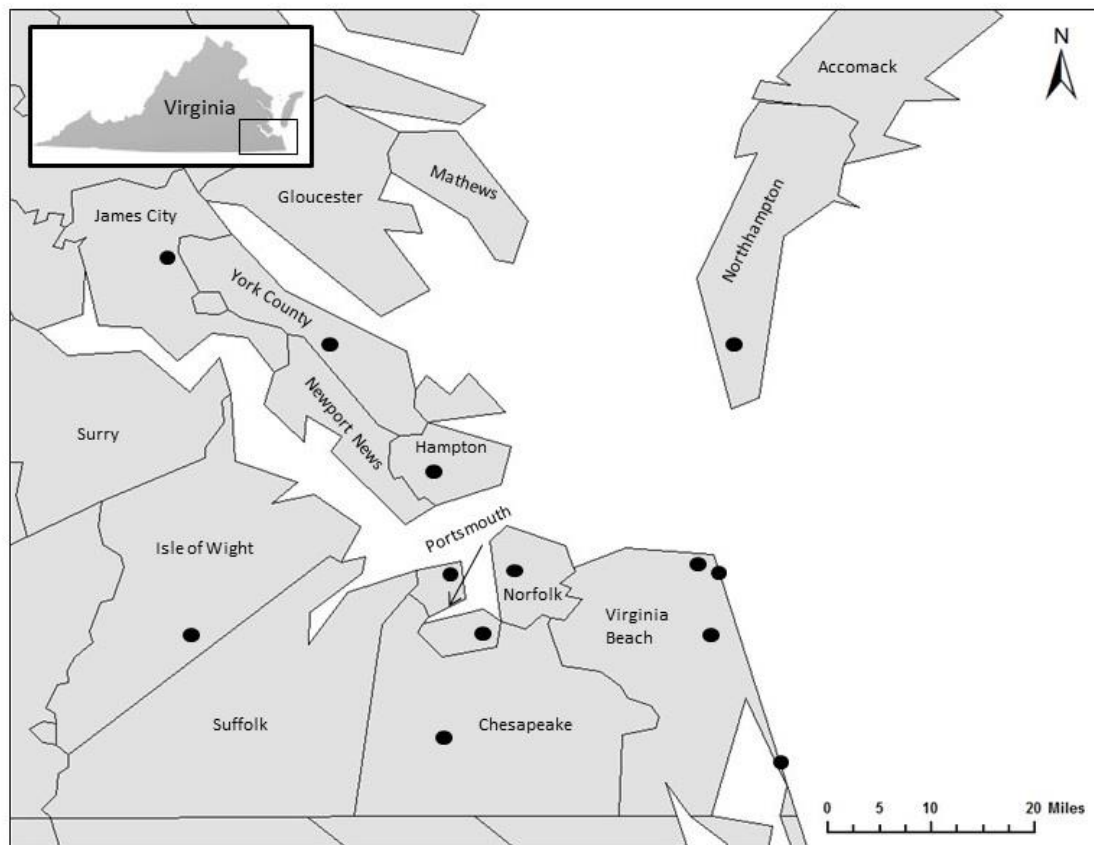 Virginia
N
Accomack
Mathews
Gloucester
Northhampton
James City
York County
Newport News
Surry
Hampton
Portsmouth
Isle of Wight
Norfolk
Virginia
Beach
Suffolk
Chesapeake
0 5 10 20 Miles